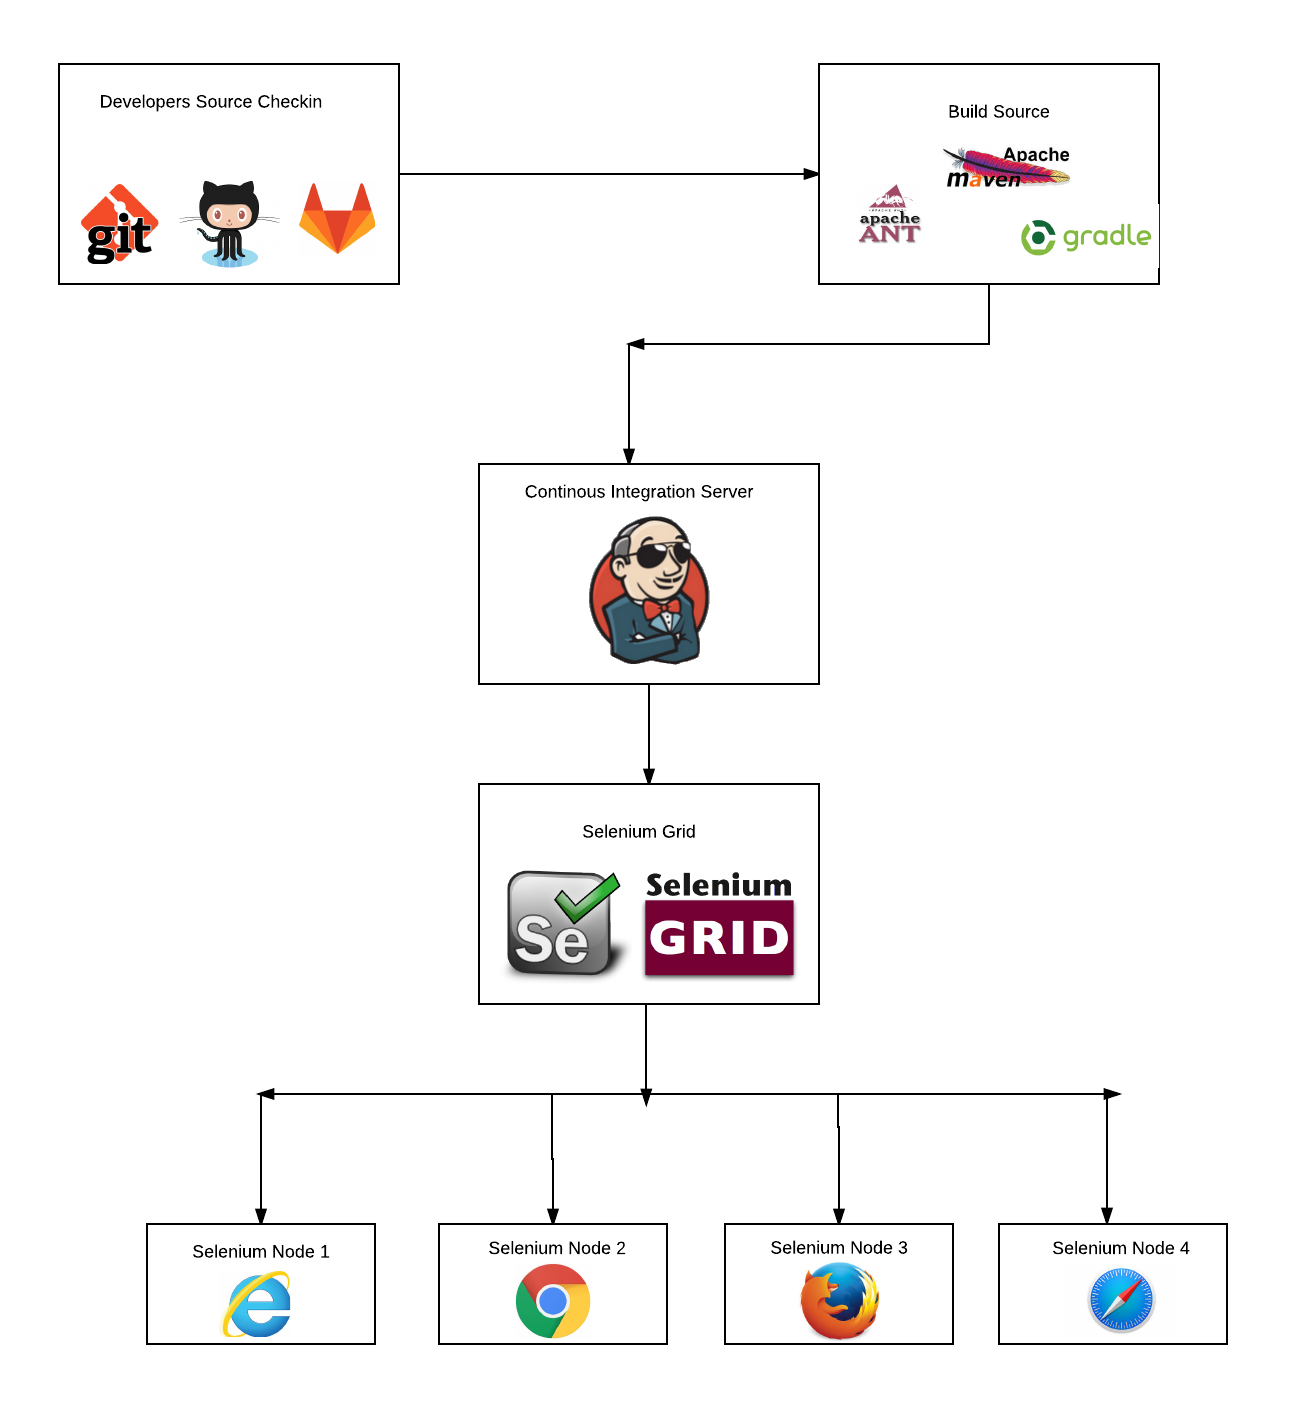 Developers Source Checkin
git
Build Source
Apache
maven
apache
ANT
gradle
Continous Integration Server
Selenium Grid
Se
Selenium
GRID
Selenium Node 1
Selenium Node 2
Selenium Node 3
Selenium Node 4